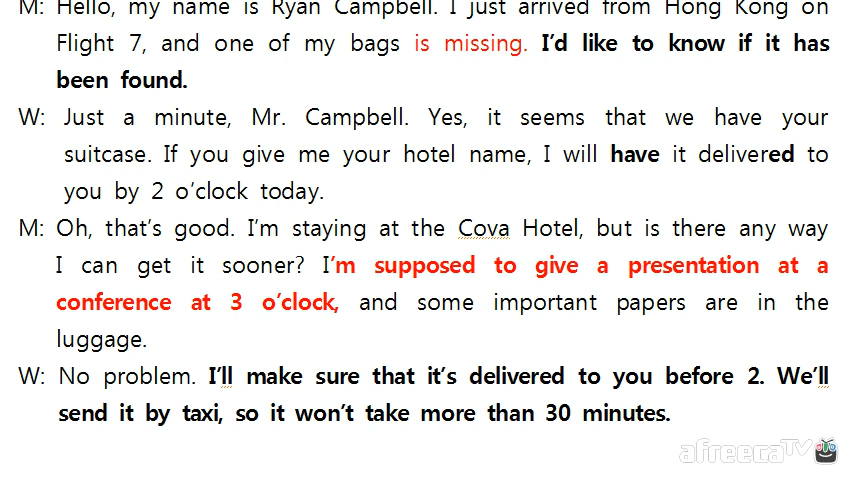 M: Hello, my name is Ryan Campbell. I just arrived from Hong Kong on
Flight 7, and one of my bags is missing. I'd like to know if it has
been found.
W: Just a minute, Mr. Campbell. Yes, it seems that we have your
suitcase. If you give me your hotel name, I will have it delivered to
you by 2 o'clock today.
M: Oh, that's good. I'm staying at the Cova Hotel, but is there any way
I can get it sooner? I'm supposed to give a presentation at a
conference at 3 o'clock, and some important papers are in the
luggage.
W: No problem. I'll make sure that it's delivered to you before 2. We'll
send it by taxi, so it won't take more than 30 minutes.
afreecaTV